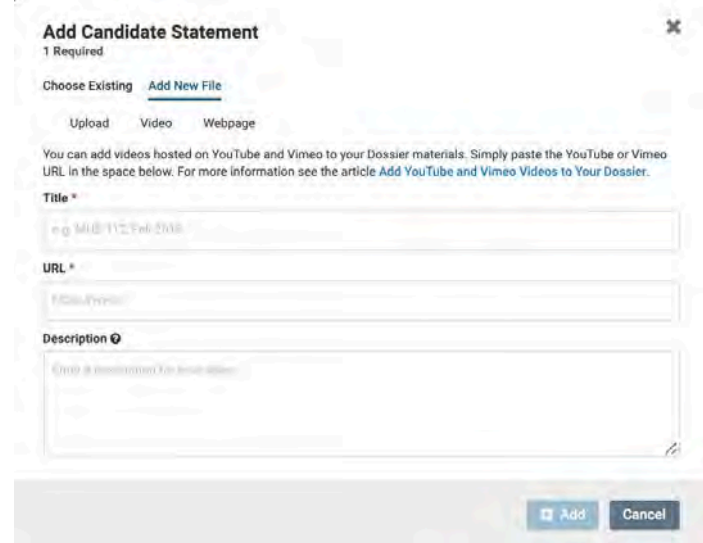 Add Candidate Statement
1 Required
Choose Existing Add New File
Upload Video Webpage
You can add videos hosted on YouTube and Vimeo to your Dossier materials. Simply paste the YouTube or Vimeo
URL in the space below. For more information see the article Add YouTube and Vimeo Videos to Your Dossier.
Title *
URL *
Description
Add Cancel